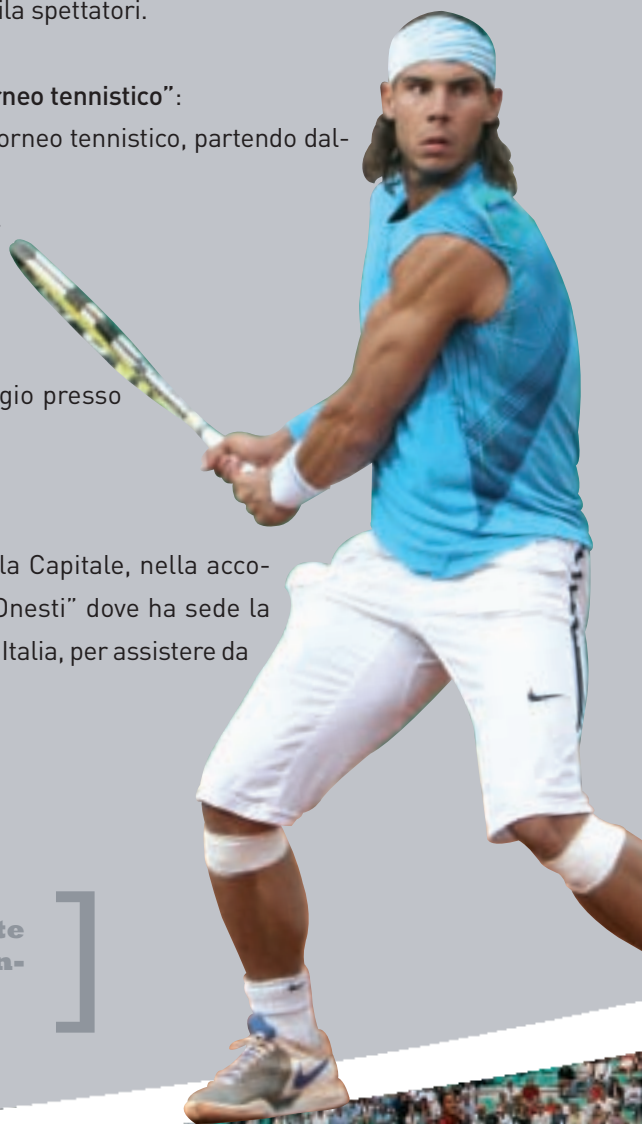 ila spettatori.
rneo tennistico”:
orneo tennistico, partendo dal-
gio presso
la Capitale, nella acco-
Onesti” dove ha sede la
Italia, per assistere da
te
n-